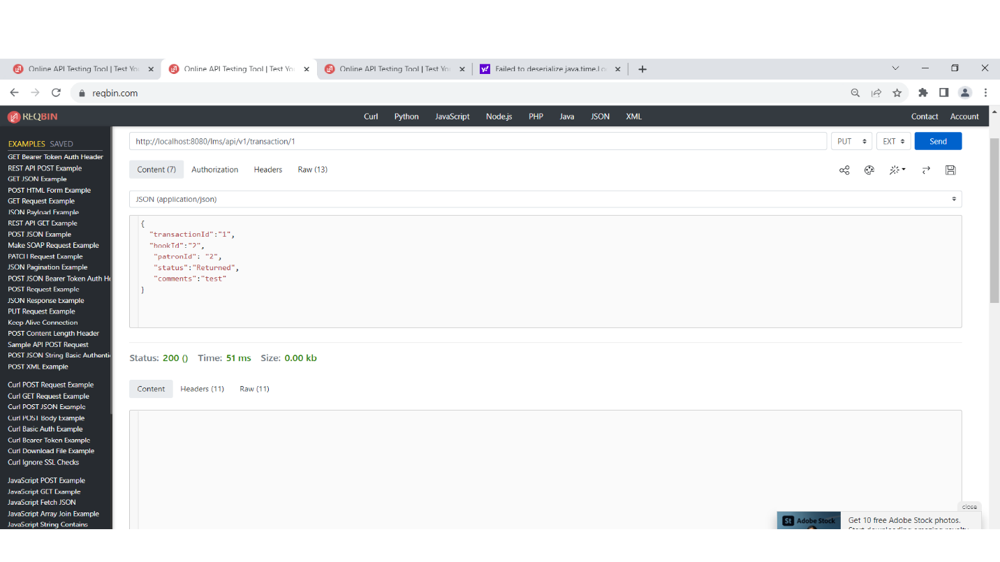 Online API Testing Tool | Test Yo
Online API Testing Tool | Test Yo
Online API Testing Tool | Test Yo
Failed to deserialize java.time.Lo
reqbin.com
REQBIN
Curl Python JavaScript Node.js PHP Java JSON XML
Contact Account
EXAMPLES SAVED
GET Bearer Token Auth Header
REST API POST Example
GET JSON Example
POST HTML Form Example
GET Request Example
JSON Payload Example
REST API GET Example
POST JSON Example
Make SOAP Request Example
PATCH Request Example
JSON Pagination Example
POST JSON Bearer Token Auth He
POST Request Example
JSON Response Example
PUT Request Example
Keep Alive Connection
POST Content Length Header
Sample API POST Request
POST JSON String Basic Authenti
POST XML Example
Curl POST Request Example
Curl GET Request Example
Curl POST JSON Example
Curl POST Body Example
Curl Basic Auth Example
Curl Bearer Token Example
Curl Download File Example
Curl Ignore SSL Checks
JavaScript POST Example
JavaScript GET Example
JavaScript Fetch JSON
JavaScript Array Join Example
JavaScript String Contains
http://localhost:8080/lms/api/v1/transaction/1
PUT EXT Send
Content (7) Authorization Headers Raw (13)
JSON (application/json)
{
"transactionId":"1",
"bookId":"2",
"patronId": "2",
"status":"Returned",
"comments":"test"
}
Status: 200 () Time: 51 ms Size: 0.00 kb
Content Headers (11) Raw (11)
close
St Adobe Stock
Get 10 free Adobe Stock photos.
Start downloading amazing royalty